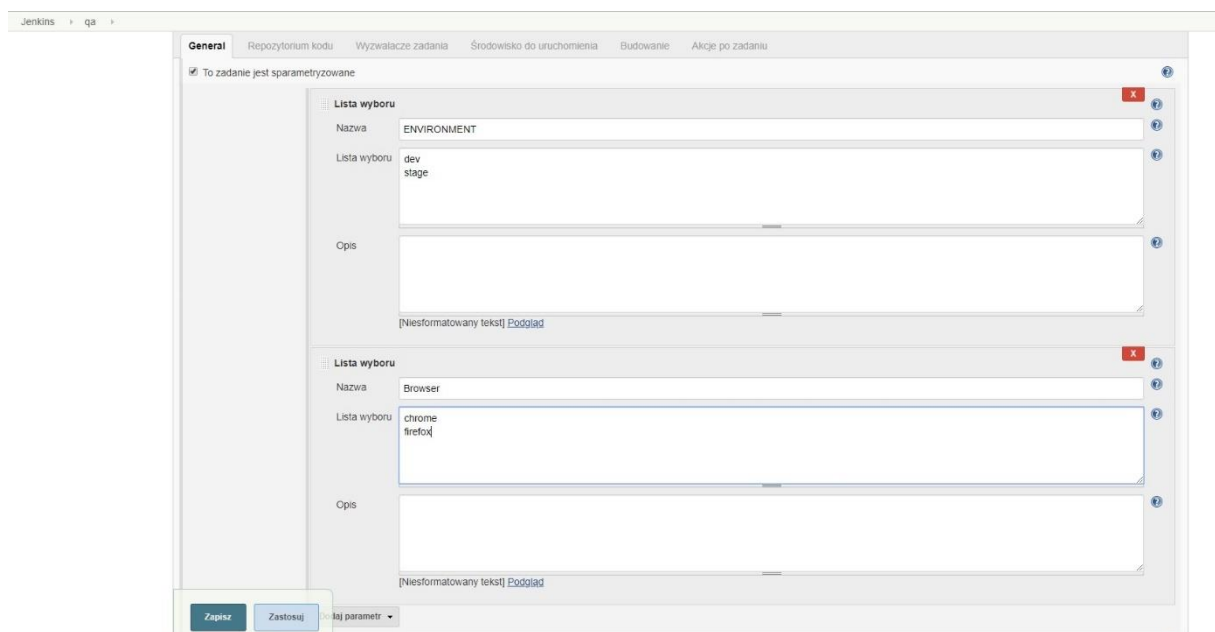 Jenkins qa
General Repozytorium kodu Wyzwalacze zadania Środowisko do uruchomienia Budowanie Akcje po zadaniu
To zadanie jest sparametryzowane
Lista wyboru X
Nazwa ENVIRONMENT
Lista wyboru dev
stage
Opis
[Niesformatowany tekst] Podgląd
Lista wyboru X
Nazwa Browser
Lista wyboru chrome
firefox
Opis
[Niesformatowany tekst] Podgląd
Zapisz Zastosuj Dodaj parametr